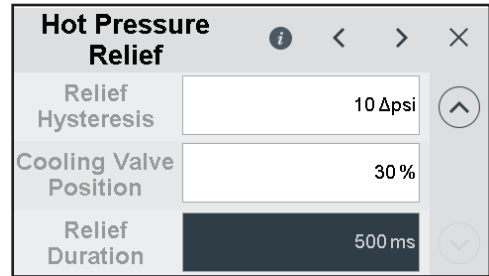 Hot Pressure
Relief
i
Relief
Hysteresis
10 Δpsi
Cooling Valve
Position
30 %
Relief
Duration
500 ms